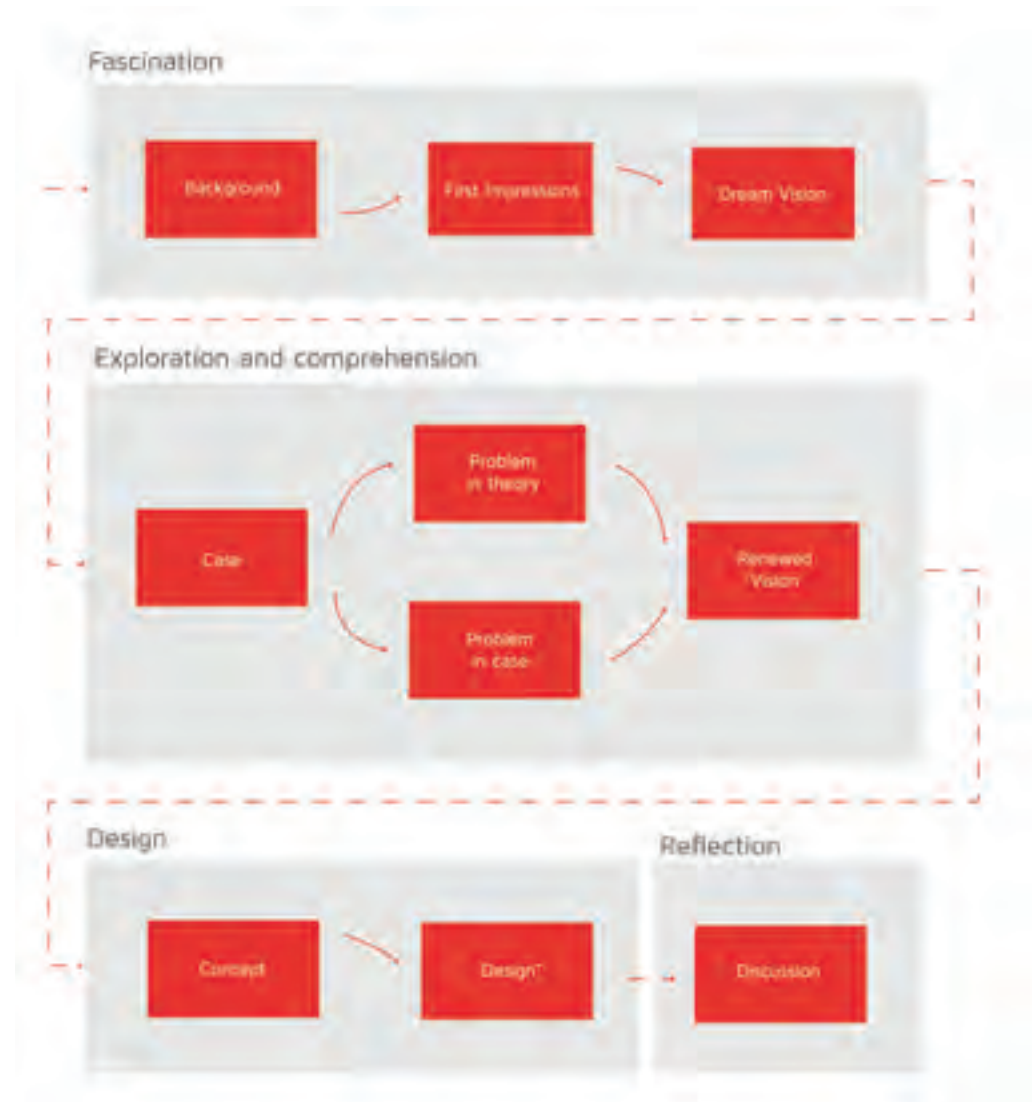 Fascination
Background
First Impressions
Dream Vision
Exploration and comprehension
Problem
in theory
Case
Renewed
Vision
Problem
in case
Design
Reflection
Concept
Design
Discussion